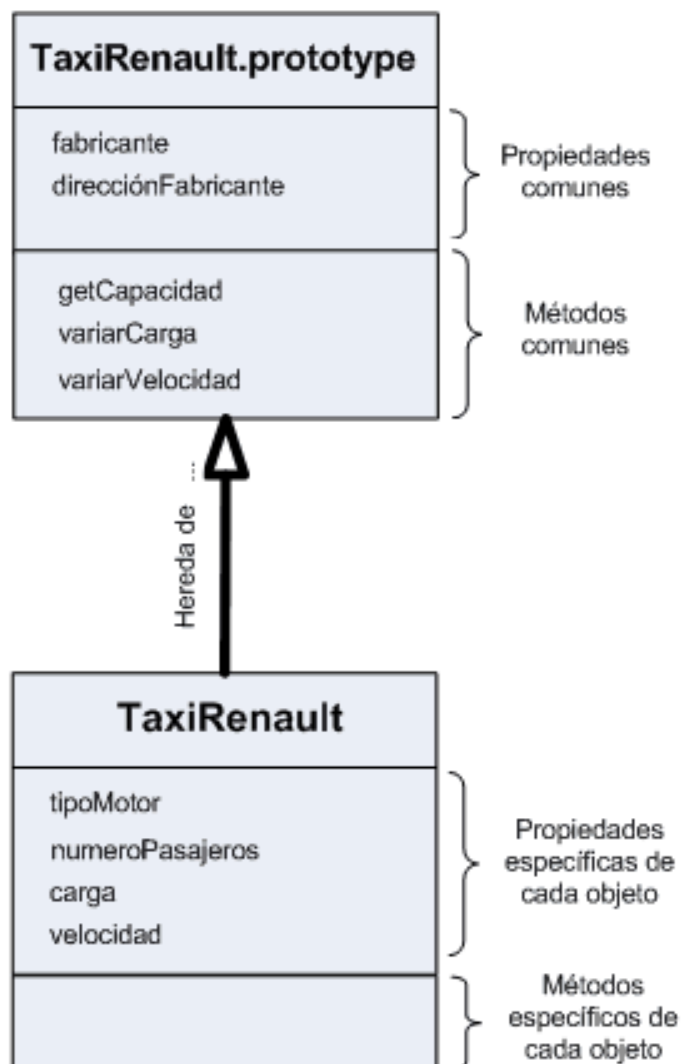 TaxiRenault.prototype
fabricante
direcciónFabricante
Propiedades
comunes
getCapacidad
variarCarga
variarVelocidad
Métodos
comunes
Hereda de ...
TaxiRenault
tipoMotor
numeroPasajeros
carga
velocidad
Propiedades
específicas de
cada objeto
Métodos
específicos de
cada objeto